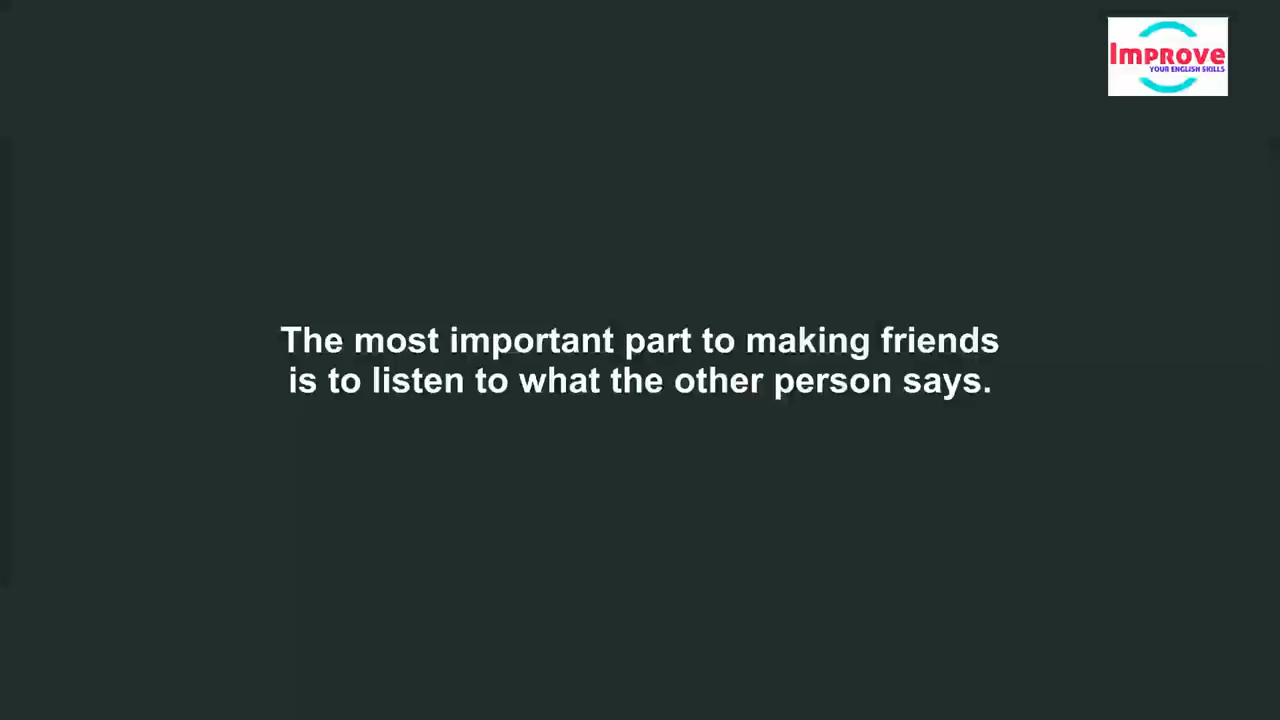 Improve
YOUR ENGLISH SKILLS
The most important part to making friends
is to listen to what the other person says.